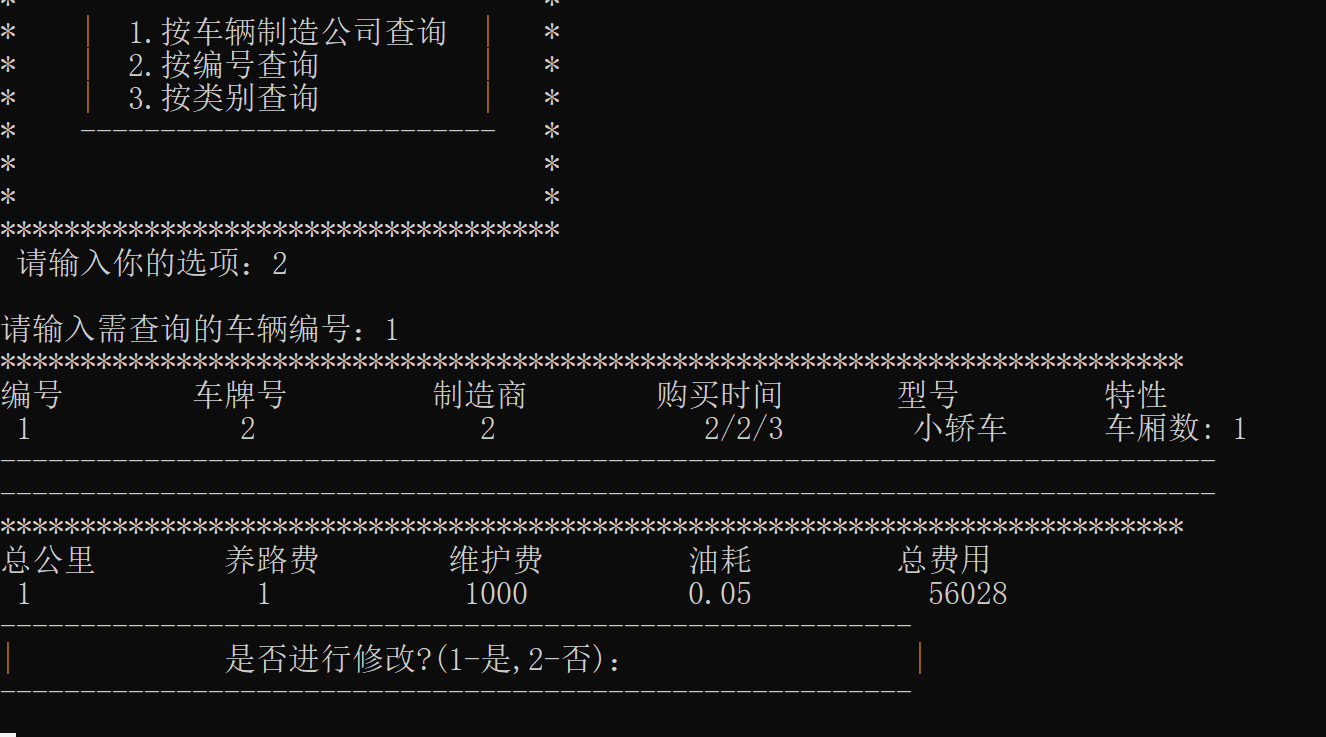 * *
* | 1.按车辆制造公司查询 | *
* | 2.按编号查询 | *
* | 3.按类别查询 | *
* -------------------------- *
* *
* *
***********************************
请输入你的选项：2
请输入需查询的车辆编号：1
**************************************************************************
编号 车牌号 制造商 购买时间 型号 特性
1 2 2 2/2/3 小轿车 车厢数: 1
----------------------------------------------------------------------------
----------------------------------------------------------------------------
**************************************************************************
总公里 养路费 维护费 油耗 总费用
1 1 1000 0.05 56028
---------------------------------------------------------
| 是否进行修改?(1-是,2-否)： |
---------------------------------------------------------